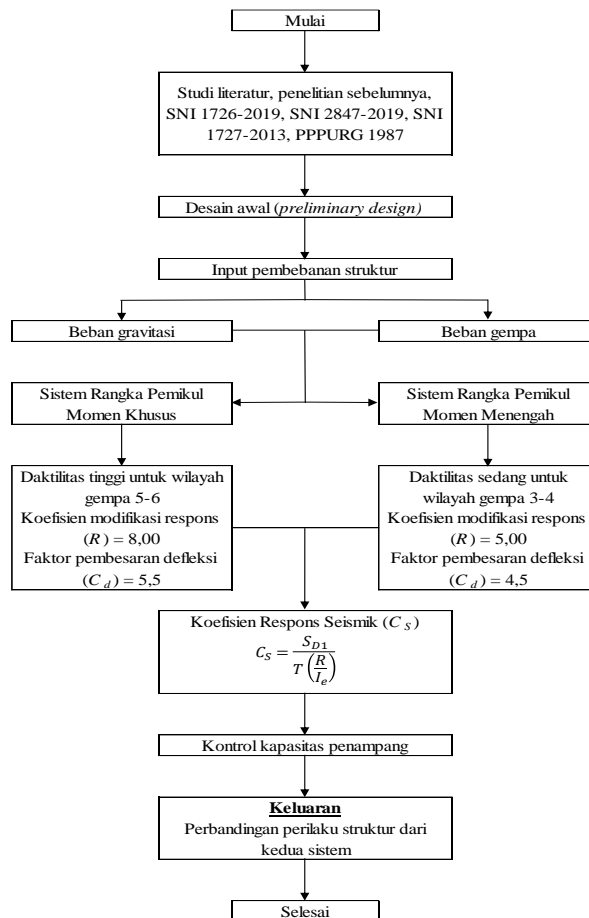 Mulai
Studi literatur, penelitian sebelumnya,
SNI 1726-2019, SNI 2847-2019, SNI
1727-2013, PPPURG 1987
Desain awal (preliminary design)
Input pembebanan struktur
Beban gravitasi
Beban gempa
Sistem Rangka Pemikul
Momen Khusus
Sistem Rangka Pemikul
Momen Menengah
Daktilitas tinggi untuk wilayah
gempa 5-6
Koefisien modifikasi respons
(R) = 8,00
Faktor pembesaran defleksi
(C_d) = 5,5
Daktilitas sedang untuk
wilayah gempa 3-4
Koefisien modifikasi respons
(R) = 5,00
Faktor pembesaran defleksi
(C_d) = 4,5
Koefisien Respons Seismik (C_S)
C_S = S_{D1} / (T (R / I_e))
Kontrol kapasitas penampang
Keluaran
Perbandingan perilaku struktur dari
kedua sistem
Selesai